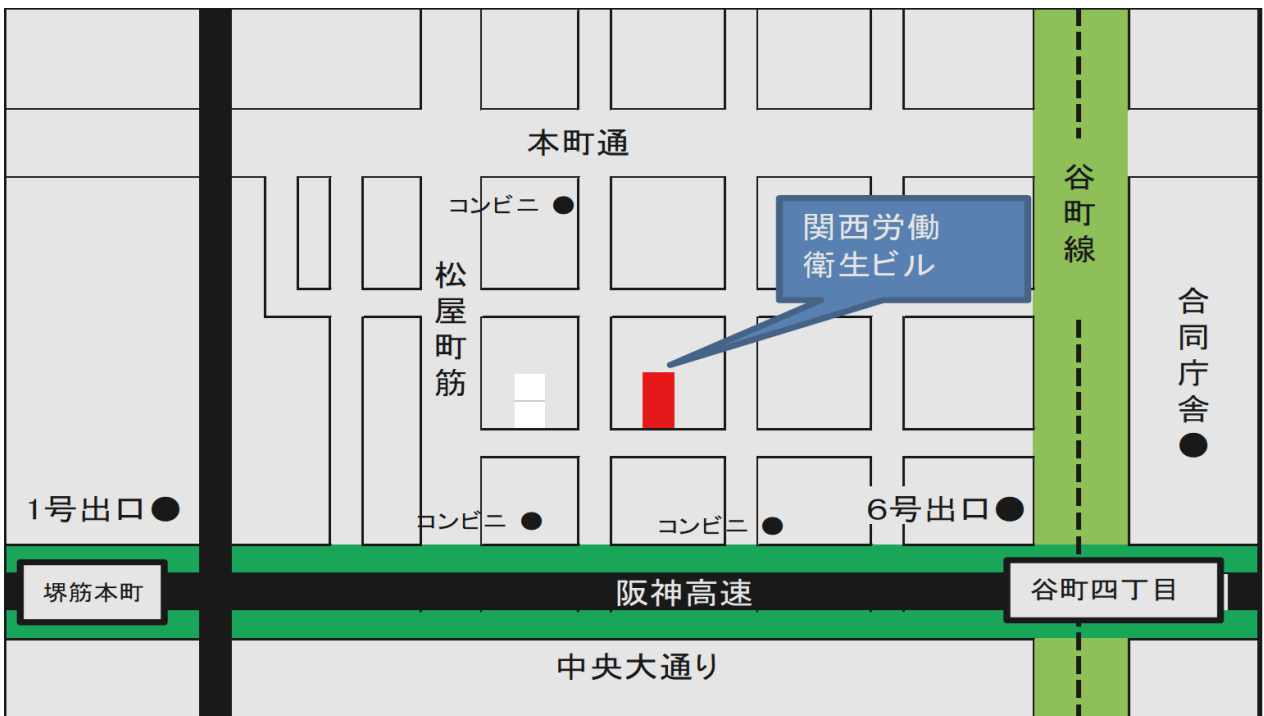 本町通
谷町線
コンビニ
関西労働
衛生ビル
松屋町筋
合同庁舎
1号出口
コンビニ
コンビニ
6号出口
堺筋本町
阪神高速
谷町四丁目
中央大通り